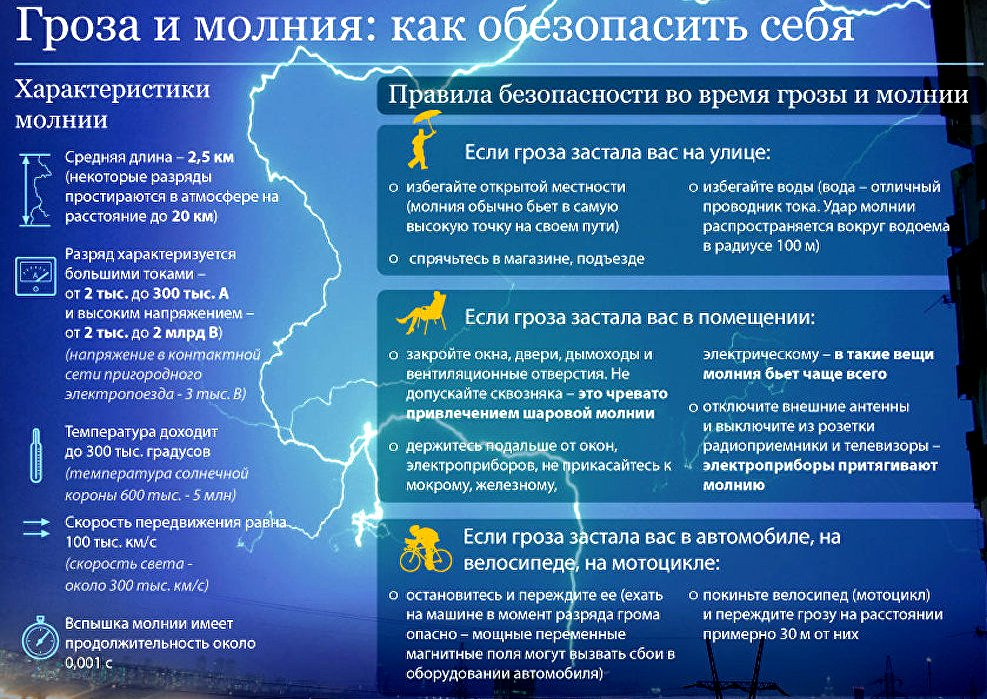 Гроза и молния: как обезопасить себя
Характеристики
молнии
Средняя длина – 2,5 км
(некоторые разряды
простираются в атмосфере на
расстояние до 20 км)
Разряд характеризуется
большими токами –
от 2 тыс. до 300 тыс. А
и высоким напряжением –
от 2 тыс. до 2 млрд В)
(напряжение в контактной
сети пригородного
электропоезда - 3 тыс. В)
Температура доходит
до 300 тыс. градусов
(температура солнечной
короны 600 тыс. - 5 млн)
Скорость передвижения равна
100 тыс. км/с
(скорость света -
около 300 тыс. км/с)
Вспышка молнии имеет
продолжительность около
0,001 с
Правила безопасности во время грозы и молнии
Если гроза застала вас на улице:
избегайте открытой местности
(молния обычно бьет в самую
высокую точку на своем пути)
спрячьтесь в магазине, подъезде
избегайте воды (вода – отличный
проводник тока. Удар молнии
распространяется вокруг водоема
в радиусе 100 м)
Если гроза застала вас в помещении:
закройте окна, двери, дымоходы и
вентиляционные отверстия. Не
допускайте сквозняка – это чревато
привлечением шаровой молнии
держитесь подальше от окон,
электроприборов, не прикасайтесь к
мокрому, железному,
электрическому – в такие вещи
молния бьет чаще всего
отключите внешние антенны
и выключите из розетки
радиоприемники и телевизоры –
электроприборы притягивают
молнию
Если гроза застала вас в автомобиле, на
велосипеде, на мотоцикле:
остановитесь и переждите ее (ехать
на машине в момент разряда грома
опасно – мощные переменные
магнитные поля могут вызвать сбои в
оборудовании автомобиля)
покиньте велосипед (мотоцикл)
и переждите грозу на расстоянии
примерно 30 м от них